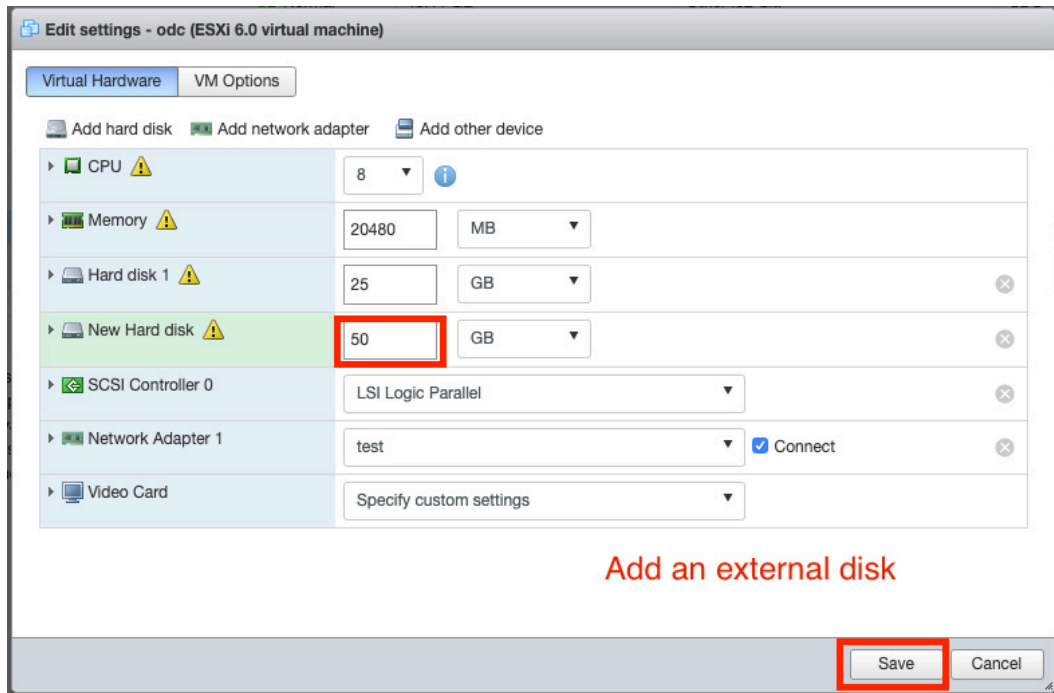 Edit settings - odc (ESXi 6.0 virtual machine)
Virtual Hardware VM Options
Add hard disk Add network adapter Add other device
CPU 8
Memory 20480 MB
Hard disk 1 25 GB
New Hard disk 50 GB
SCSI Controller 0 LSI Logic Parallel
Network Adapter 1 test Connect
Video Card Specify custom settings
Add an external disk
Save Cancel